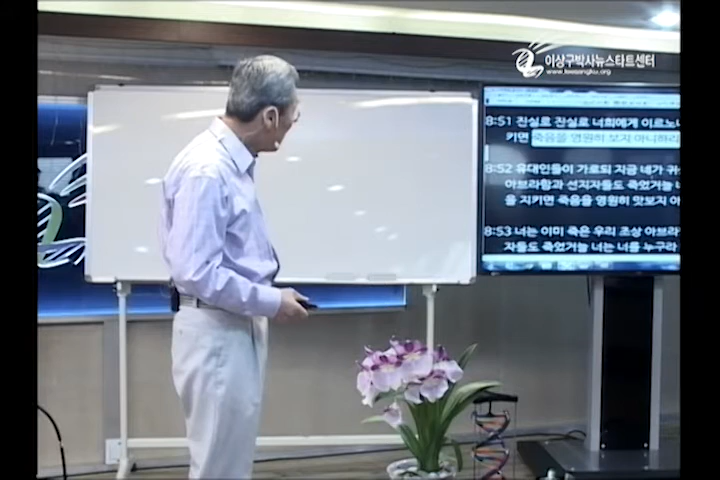 이상구박사뉴스타트센터
www.leesangku.org
8:51 진실로 진실로 너희에게 이르노니
키면 죽음을 영원히 보지 아니하리라
8:52 유대인들이 가로되 지금 네가 귀
아브라함과 선지자들도 죽었거늘 네
을 지키면 죽음을 영원히 맛보지 아
8:53 너는 이미 죽은 우리 조상 아브라
자들도 죽었거늘 너는 너를 누구라